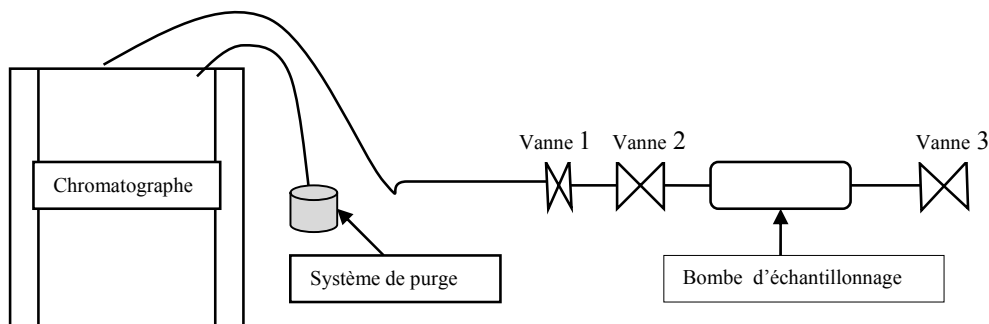 Vanne 1
Vanne 2
Vanne 3
Chromatographe
Système de purge
Bombe d'échantillonnage